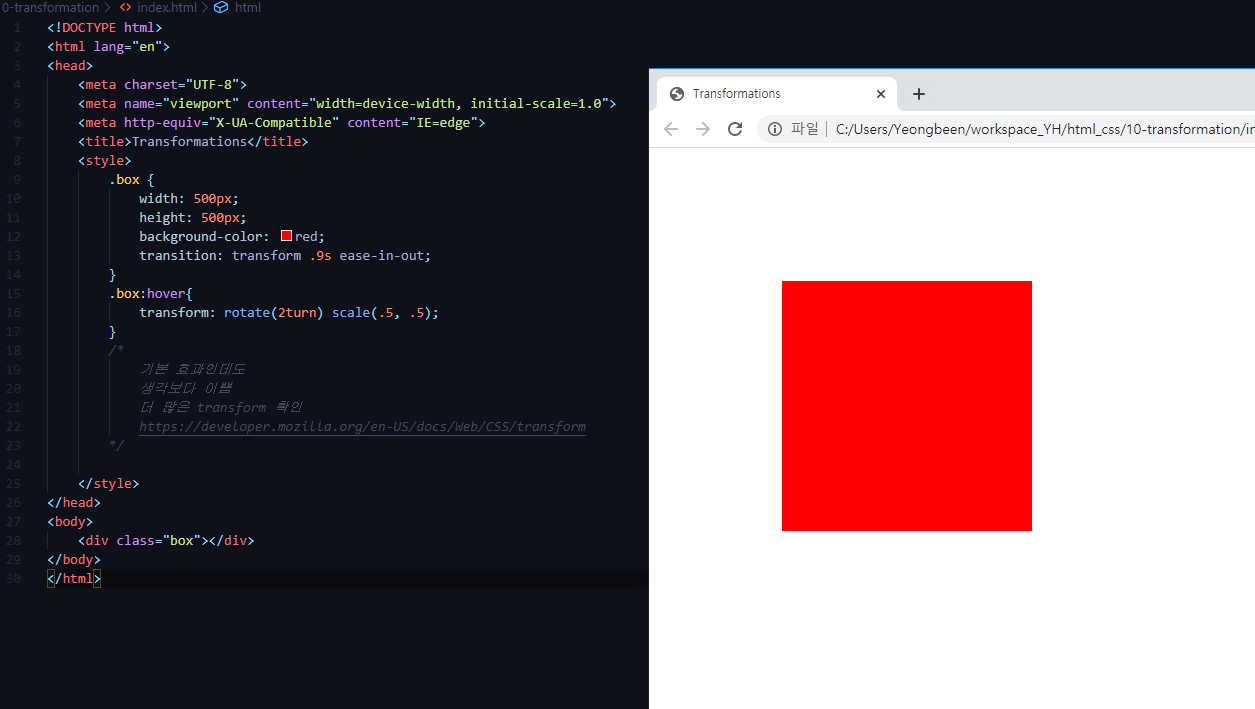 0-transformation > index.html > html
1 <!DOCTYPE html>
2 <html lang="en">
3 <head>
4 <meta charset="UTF-8">
5 <meta name="viewport" content="width=device-width, initial-scale=1.0">
6 <meta http-equiv="X-UA-Compatible" content="IE=edge">
7 <title>Transformations</title>
8 <style>
9 .box {
10 width: 500px;
11 height: 500px;
12 background-color: red;
13 transition: transform .9s ease-in-out;
14 }
15 .box:hover{
16 transform: rotate(2turn) scale(.5, .5);
17 }
18 /*
19 기본 효과인데도
20 생각보다 이쁨
21 더 많은 transform 확인
22 https://developer.mozilla.org/en-US/docs/Web/CSS/transform
23 */
24
25 </style>
26 </head>
27 <body>
28 <div class="box"></div>
29 </body>
30 </html>
Transformations
파일 | C:/Users/Yeongbeen/workspace_YH/html_css/10-transformation/in